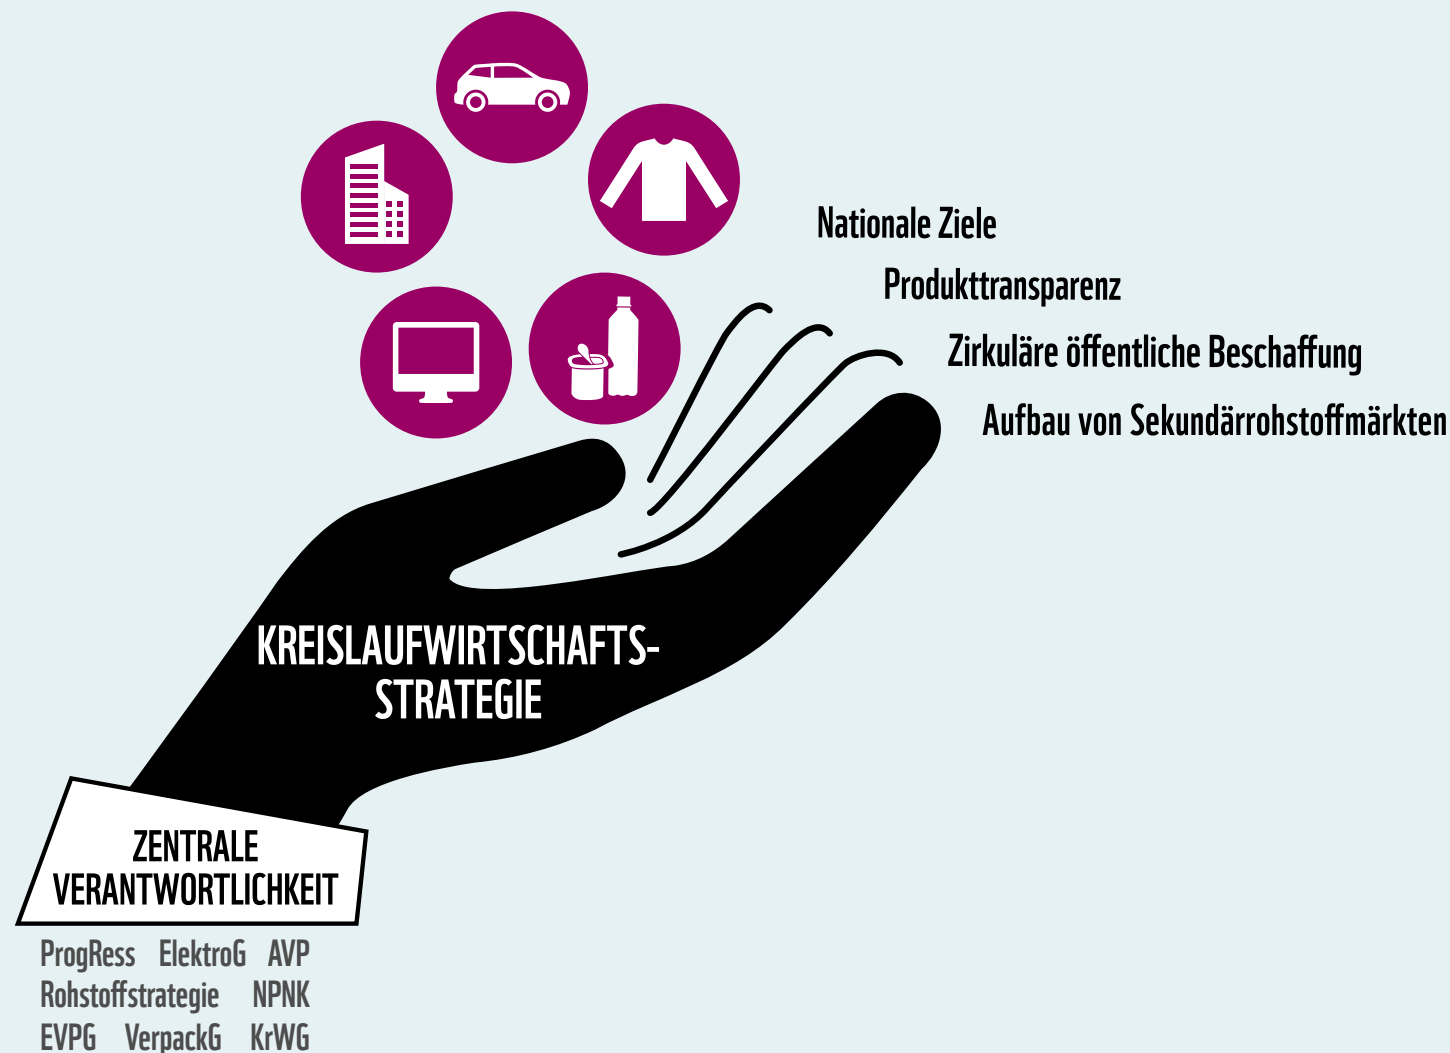 Nationale Ziele
Produkttransparenz
Zirkuläre öffentliche Beschaffung
Aufbau von Sekundärrohstoffmärkten
KREISLAUFWIRTSCHAFTS-
STRATEGIE
ZENTRALE
VERANTWORTLICHKEIT
ProgRess ElektroG AVP
Rohstoffstrategie NPNK
EVPG VerpackG KrWG